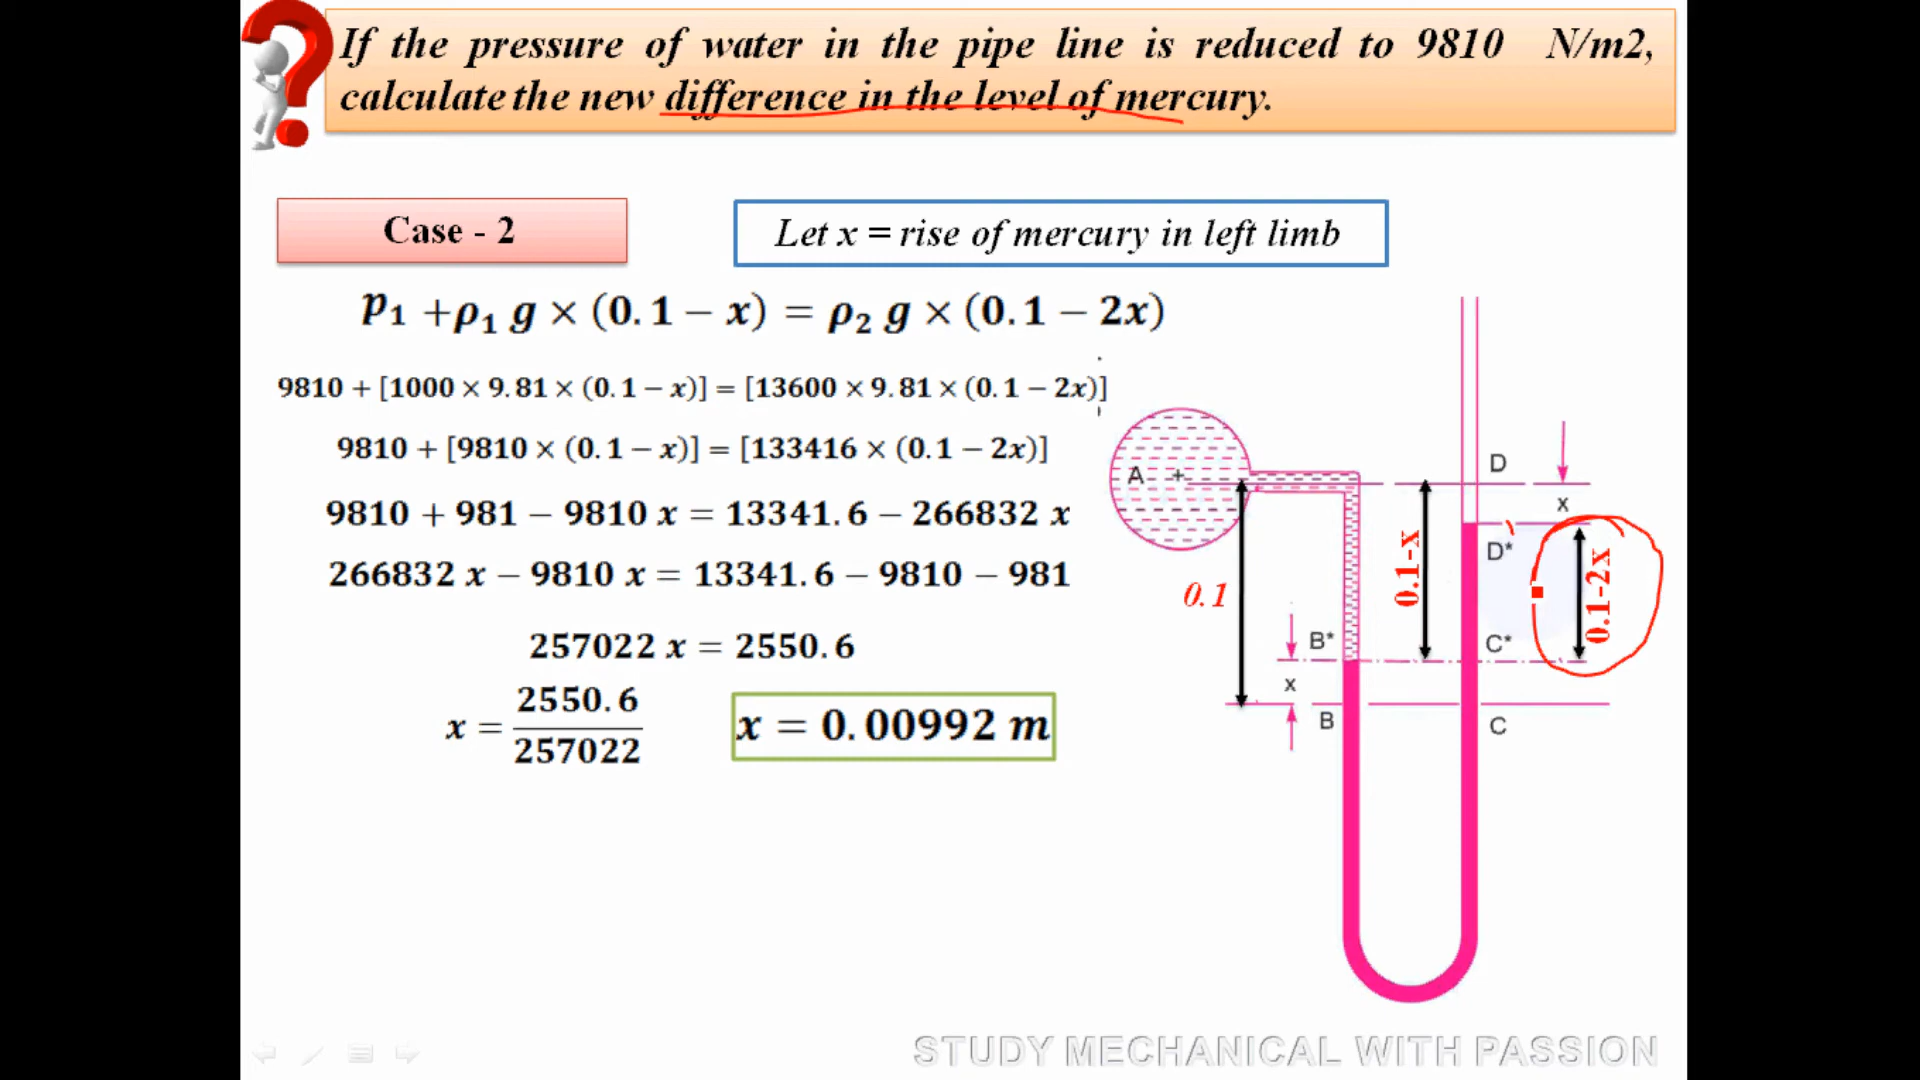 If the pressure of water in the pipe line is reduced to 9810 N/m2,
calculate the new difference in the level of mercury.
Case - 2
Let x = rise of mercury in left limb
p₁ +ρ₁ g × (0.1 − x) = ρ₂ g × (0.1 − 2x)
9810 + [1000 × 9.81 × (0.1 − x)] = [13600 × 9.81 × (0.1 − 2x)]
9810 + [9810 × (0.1 − x)] = [133416 × (0.1 − 2x)]
9810 + 981 − 9810 x = 13341.6 − 266832 x
266832 x − 9810 x = 13341.6 − 9810 − 981
257022 x = 2550.6
x = 2550.6 / 257022
x = 0.00992 m
A
D
x
D*
0.1-x
0.1-2x
0.1
B*
C*
x
B
C
STUDY MECHANICAL WITH PASSION